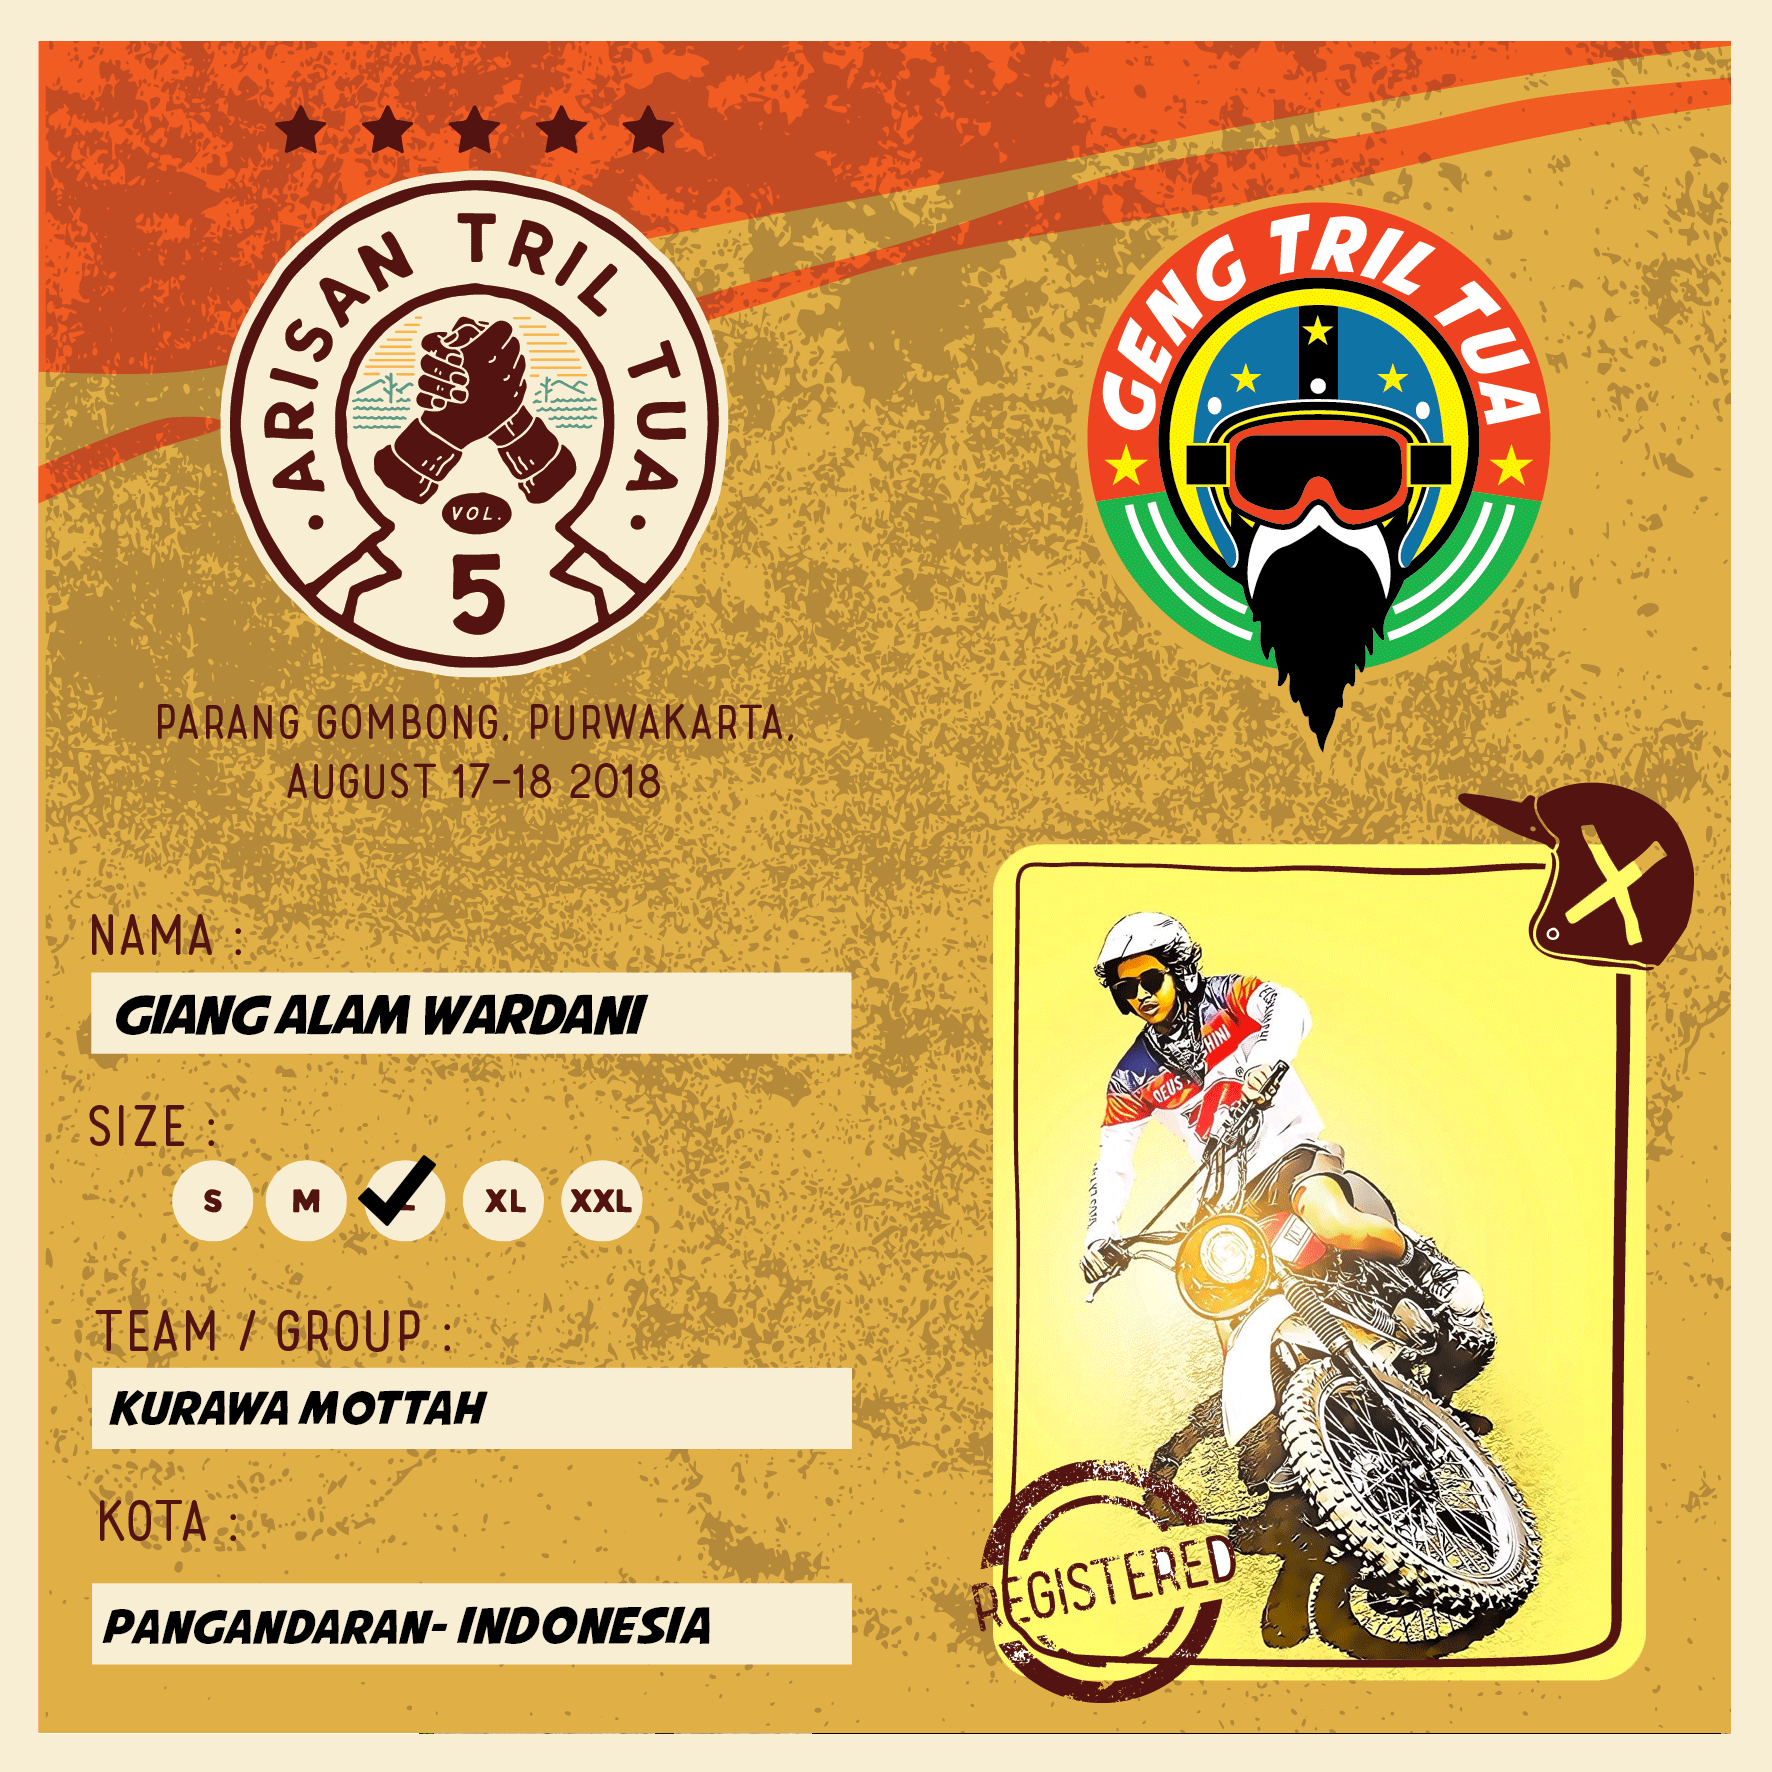 ARISAN TRIL TUA
VOL.
5
GENG TRIL TUA
PARANG GOMBONG, PURWAKARTA,
AUGUST 17-18 2018
NAMA :
GIANG ALAM WARDANI
SIZE :
S M L XL XXL
TEAM / GROUP :
KURAWA MOTTAH
KOTA :
PANGANDARAN- INDONESIA
DEUS
HINI
REGISTERED